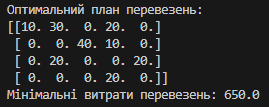 Оптимальний план перевезень:
[[10. 30.  0. 20.  0.]
 [ 0.  0. 40. 10.  0.]
 [ 0. 20.  0.  0. 20.]
 [ 0.  0.  0. 20.  0.]]
Мінімальні витрати перевезень: 650.0